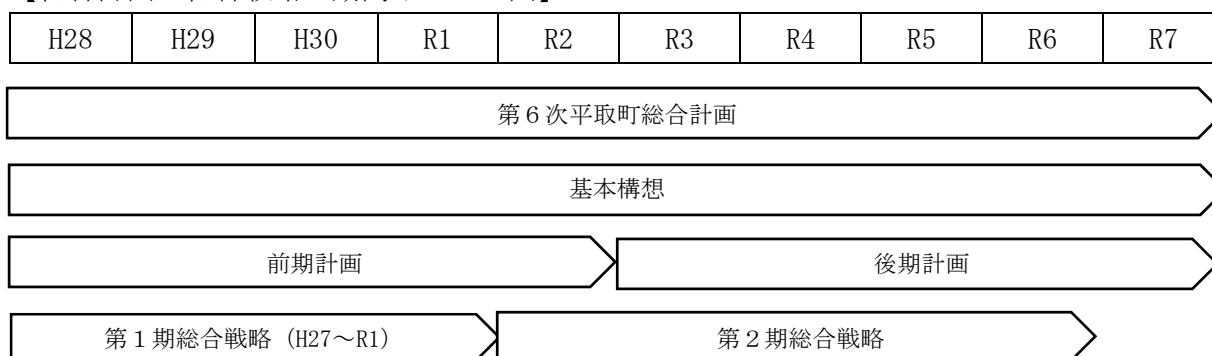 H28 H29 H30 R1 R2 R3 R4 R5 R6 R7
第６次平取町総合計画
基本構想
前期計画 後期計画
第１期総合戦略（H27～R1） 第２期総合戦略